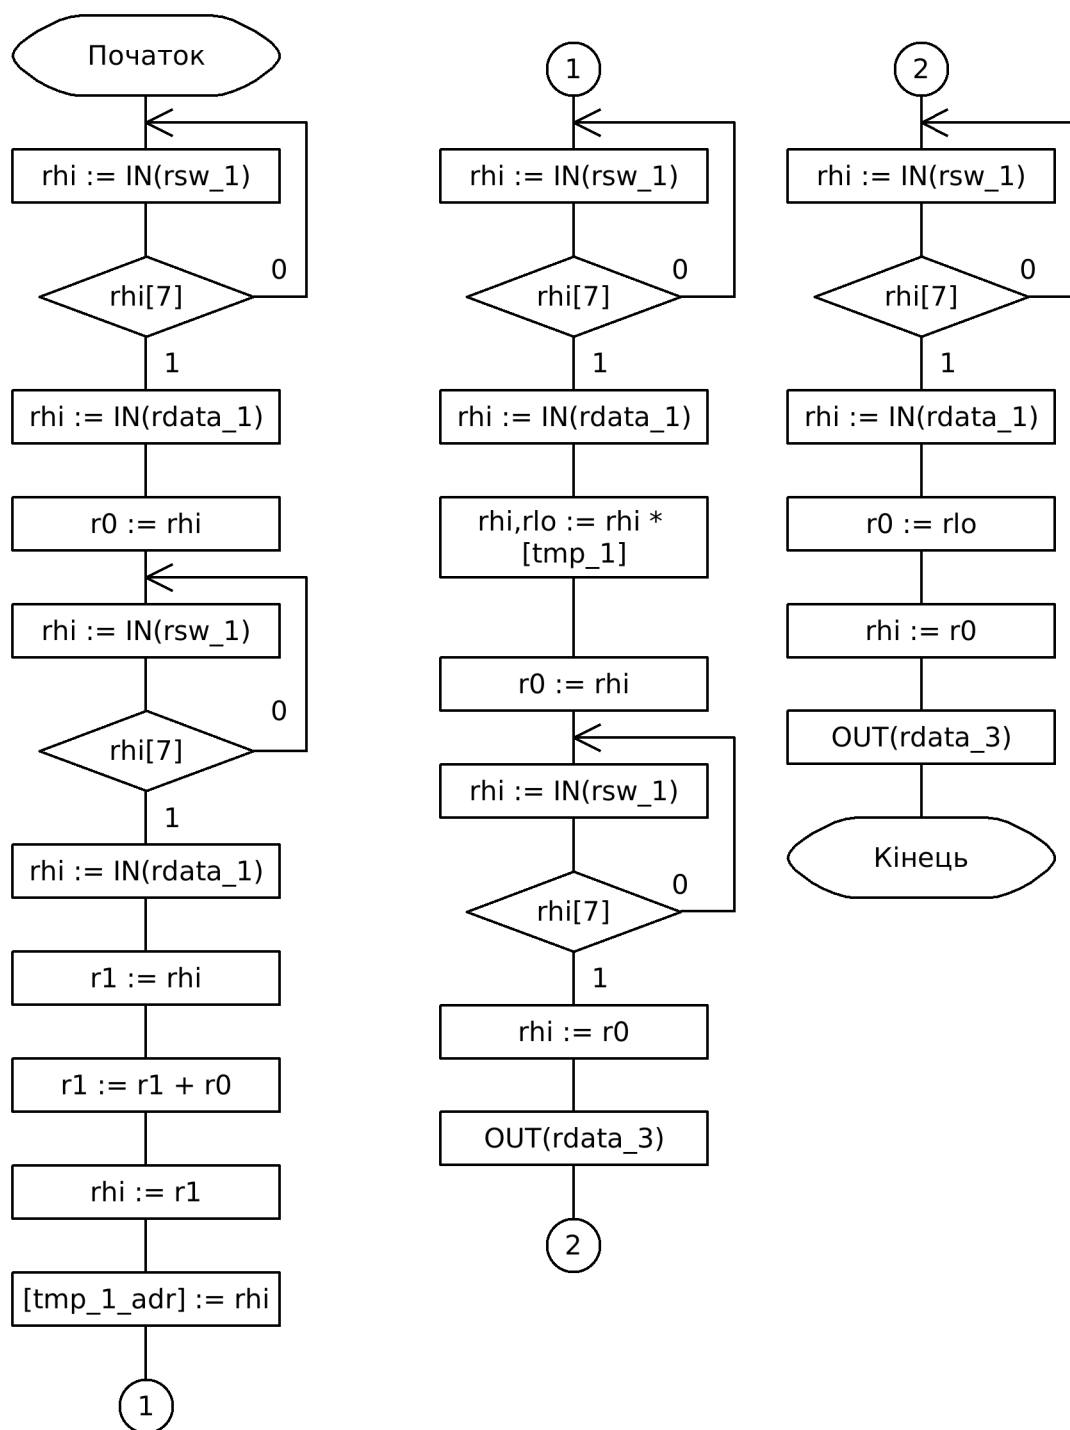 Початок
rhi := IN(rsw_1)
0
rhi[7]
1
rhi := IN(rdata_1)
r0 := rhi
rhi := IN(rsw_1)
0
rhi[7]
1
rhi := IN(rdata_1)
r1 := rhi
r1 := r1 + r0
rhi := r1
[tmp_1_adr] := rhi
1
1
rhi := IN(rsw_1)
0
rhi[7]
1
rhi := IN(rdata_1)
rhi,rlo := rhi *
[tmp_1]
r0 := rhi
rhi := IN(rsw_1)
0
rhi[7]
1
rhi := r0
OUT(rdata_3)
2
2
rhi := IN(rsw_1)
0
rhi[7]
1
rhi := IN(rdata_1)
r0 := rlo
rhi := r0
OUT(rdata_3)
Кінець